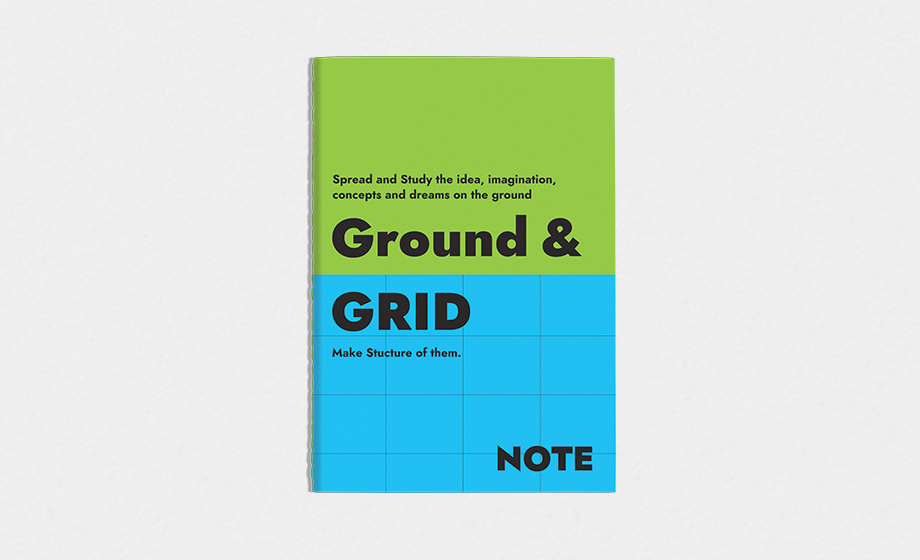 Spread and Study the idea, imagination,
concepts and dreams on the ground
Ground &
GRID
Make Stucture of them.
NOTE